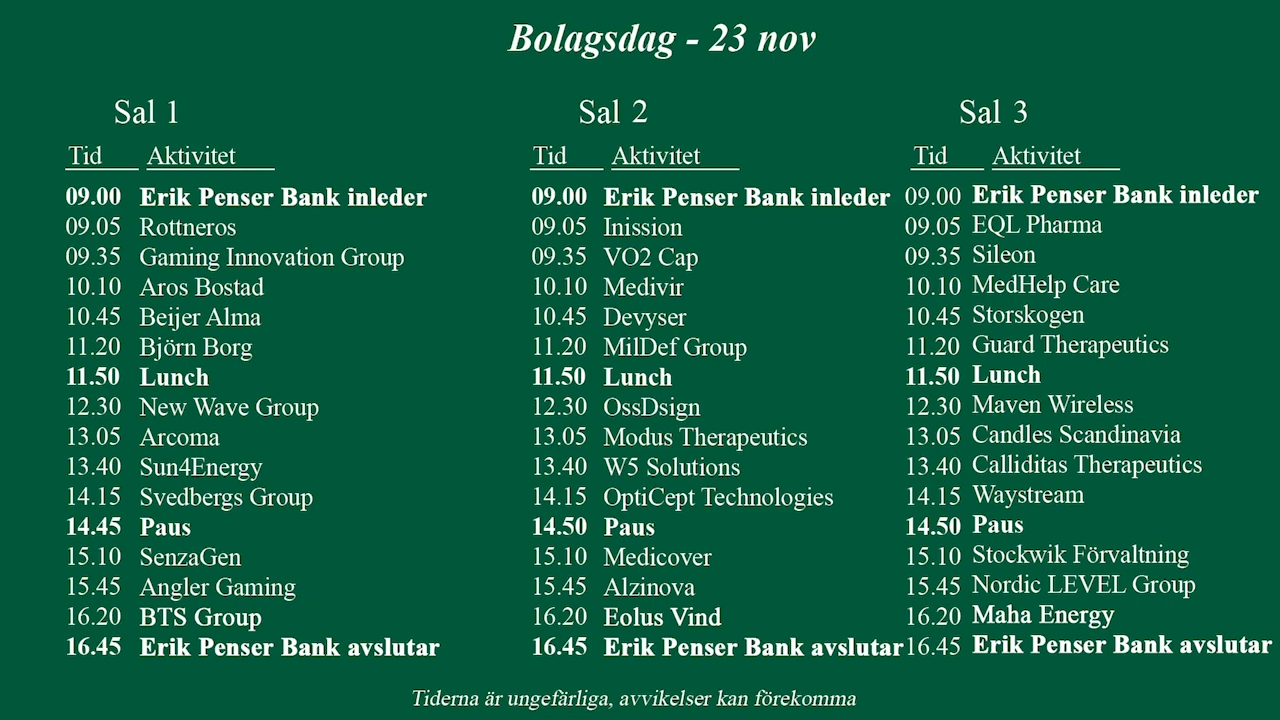 Bolagsdag - 23 nov
Sal 1
Tid Aktivitet
09.00 Erik Penser Bank inleder
09.05 Rottneros
09.35 Gaming Innovation Group
10.10 Aros Bostad
10.45 Beijer Alma
11.20 Björn Borg
11.50 Lunch
12.30 New Wave Group
13.05 Arcoma
13.40 Sun4Energy
14.15 Svedbergs Group
14.45 Paus
15.10 SenzaGen
15.45 Angler Gaming
16.20 BTS Group
16.45 Erik Penser Bank avslutar
Sal 2
Tid Aktivitet
09.00 Erik Penser Bank inleder
09.05 Inission
09.35 VO2 Cap
10.10 Medivir
10.45 Devyser
11.20 MilDef Group
11.50 Lunch
12.30 OssDsign
13.05 Modus Therapeutics
13.40 W5 Solutions
14.15 OptiCept Technologies
14.50 Paus
15.10 Medicover
15.45 Alzinova
16.20 Eolus Vind
16.45 Erik Penser Bank avslutar
Sal 3
Tid Aktivitet
09.00 Erik Penser Bank inleder
09.05 EQL Pharma
09.35 Sileon
10.10 MedHelp Care
10.45 Storskogen
11.20 Guard Therapeutics
11.50 Lunch
12.30 Maven Wireless
13.05 Candles Scandinavia
13.40 Calliditas Therapeutics
14.15 Waystream
14.50 Paus
15.10 Stockwik Förvaltning
15.45 Nordic LEVEL Group
16.20 Maha Energy
16.45 Erik Penser Bank avslutar
Tiderna är ungefärliga, avvikelser kan förekomma